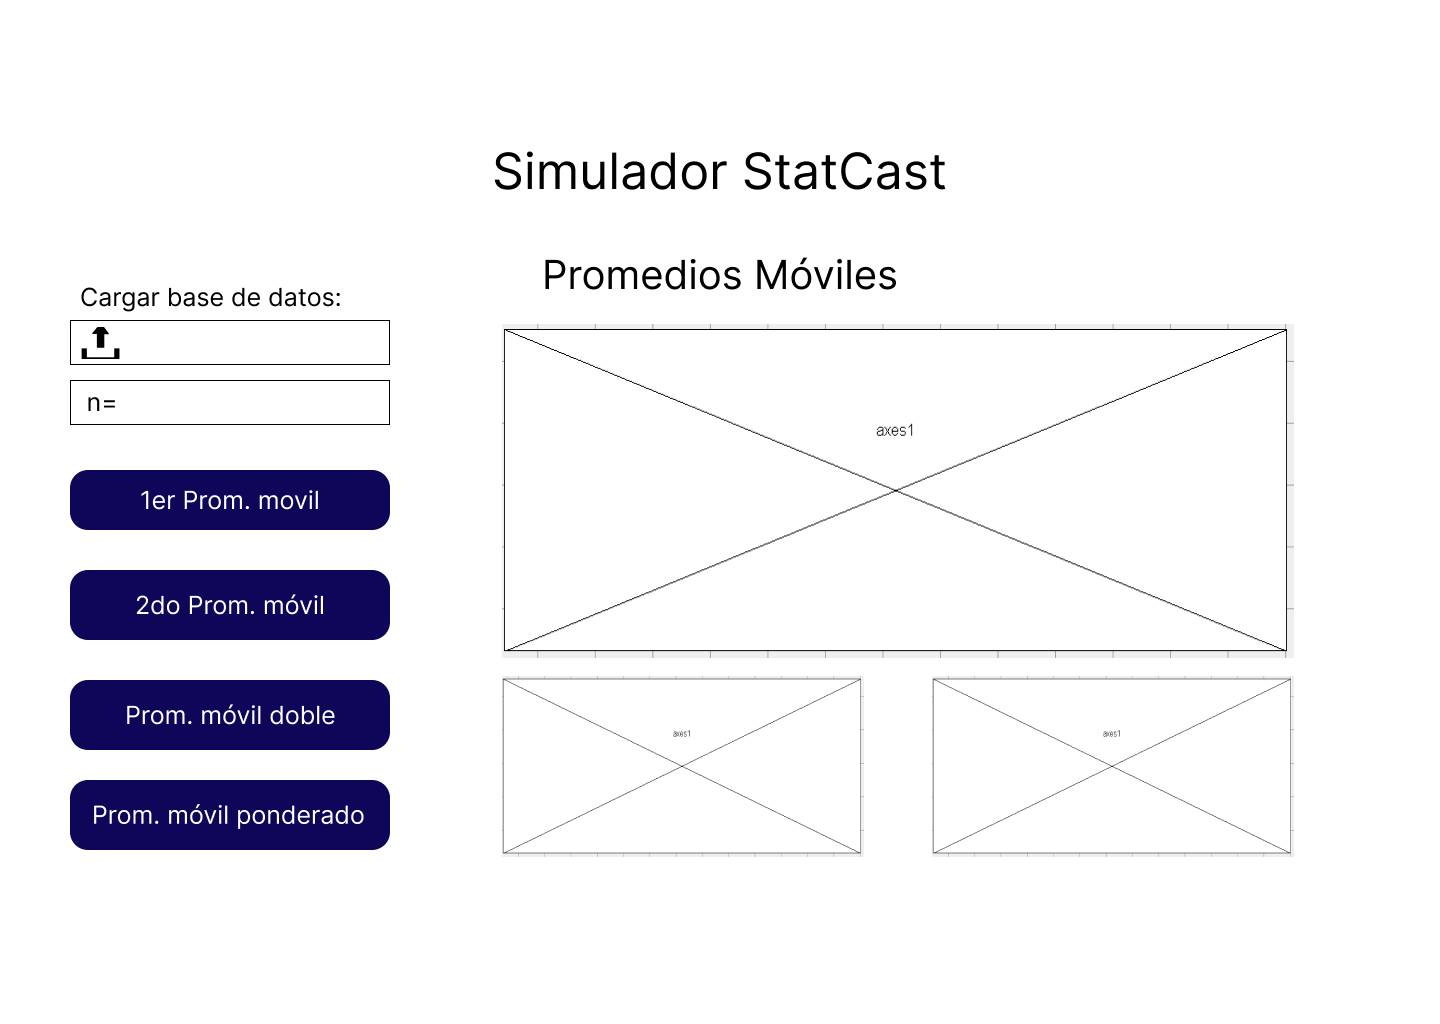 Simulador StatCast
Promedios Móviles
Cargar base de datos:
n=
1er Prom. movil
2do Prom. móvil
Prom. móvil doble
Prom. móvil ponderado
axes1
axes1
axes1